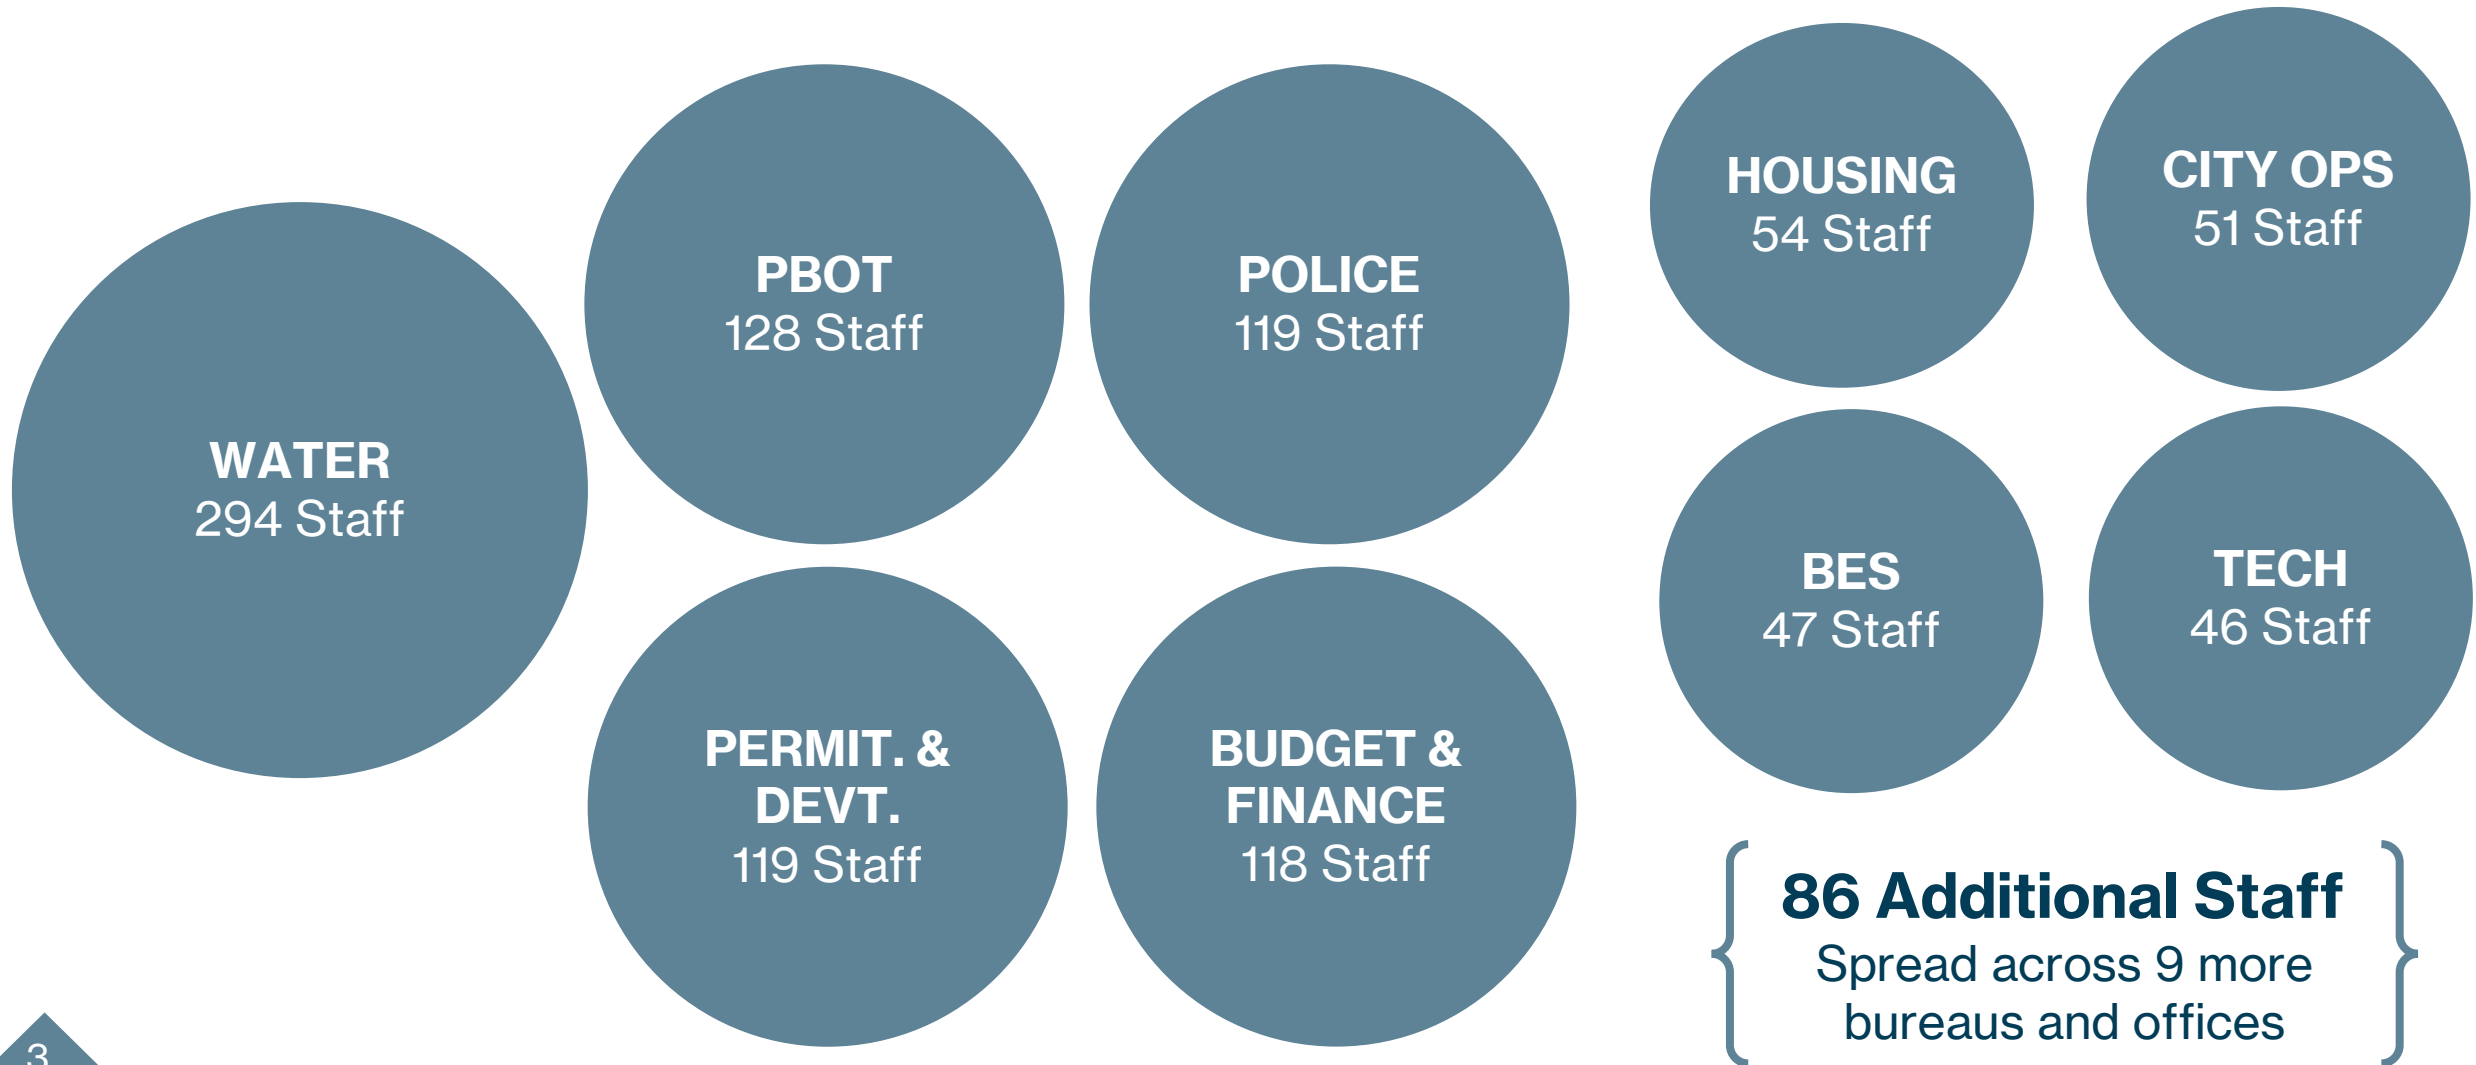 WATER
294 Staff
PBOT
128 Staff
POLICE
119 Staff
PERMIT. &
DEVT.
119 Staff
BUDGET &
FINANCE
118 Staff
HOUSING
54 Staff
CITY OPS
51 Staff
BES
47 Staff
TECH
46 Staff
86 Additional Staff
Spread across 9 more
bureaus and offices
3